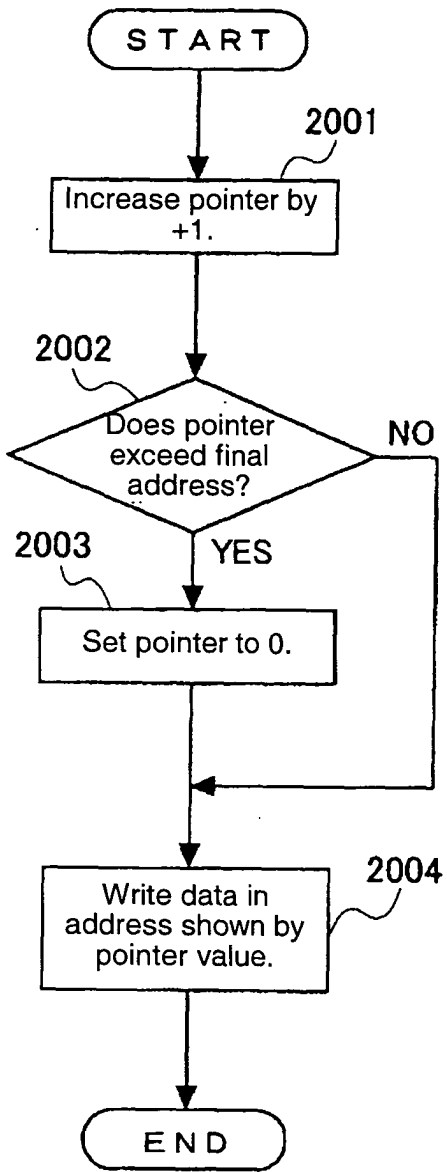 START
2001
Increase pointer by
+1.
2002
Does pointer
exceed final
address?
NO
YES
2003
Set pointer to 0.
2004
Write data in
address shown by
pointer value.
END